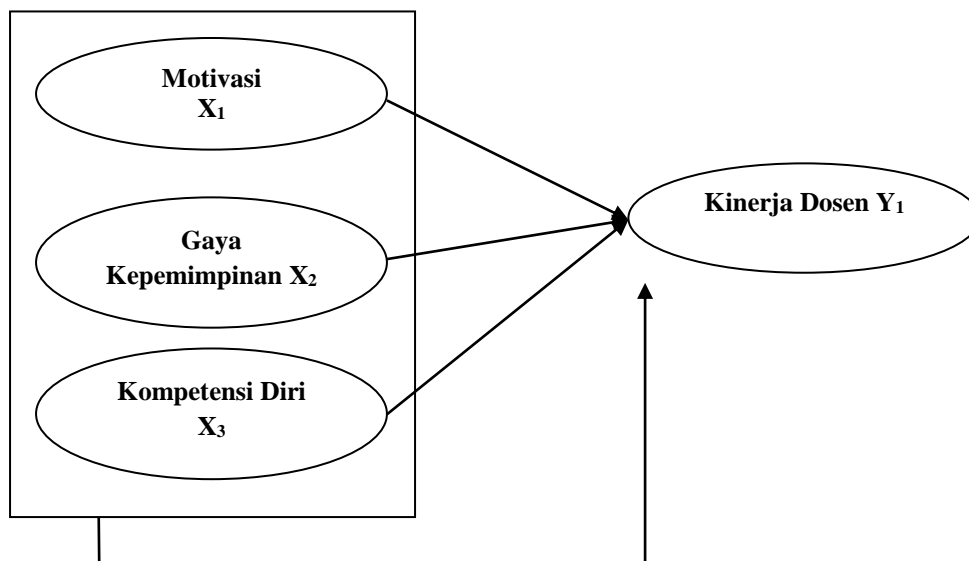 Motivasi
X₁
Gaya
Kepemimpinan X₂
Kompetensi Diri
X₃
Kinerja Dosen Y₁